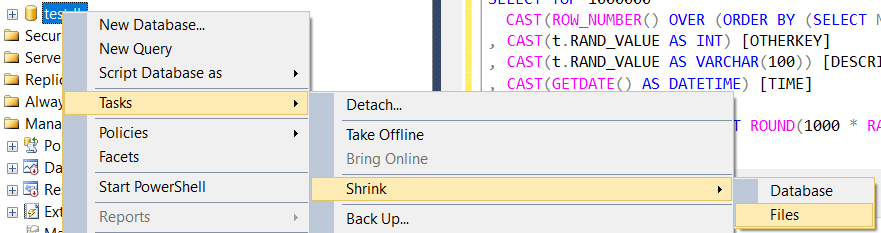 testdb
Secur
Serve
Replic
Alway
Mana
Po
Da
Re
Ext
Ma
New Database...
New Query
Script Database as
Tasks
Policies
Facets
Start PowerShell
Reports
Detach...
Take Offline
Bring Online
Shrink
Back Up...
Database
Files
SELECT TOP 1000000
CAST(ROW_NUMBER() OVER (ORDER BY (SELECT N
, CAST(t.RAND_VALUE AS INT) [OTHERKEY]
, CAST(t.RAND_VALUE AS VARCHAR(100)) [DESCRI
, CAST(GETDATE() AS DATETIME) [TIME]
T ROUND(1000 * RA